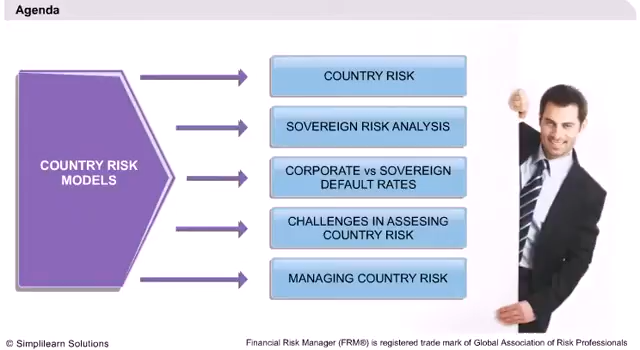 Agenda
COUNTRY RISK
MODELS
COUNTRY RISK
SOVEREIGN RISK ANALYSIS
CORPORATE vs SOVEREIGN
DEFAULT RATES
CHALLENGES IN ASSESING
COUNTRY RISK
MANAGING COUNTRY RISK
© Simplilearn Solutions
Financial Risk Manager (FRM®) is registered trade mark of Global Association of Risk Professionals